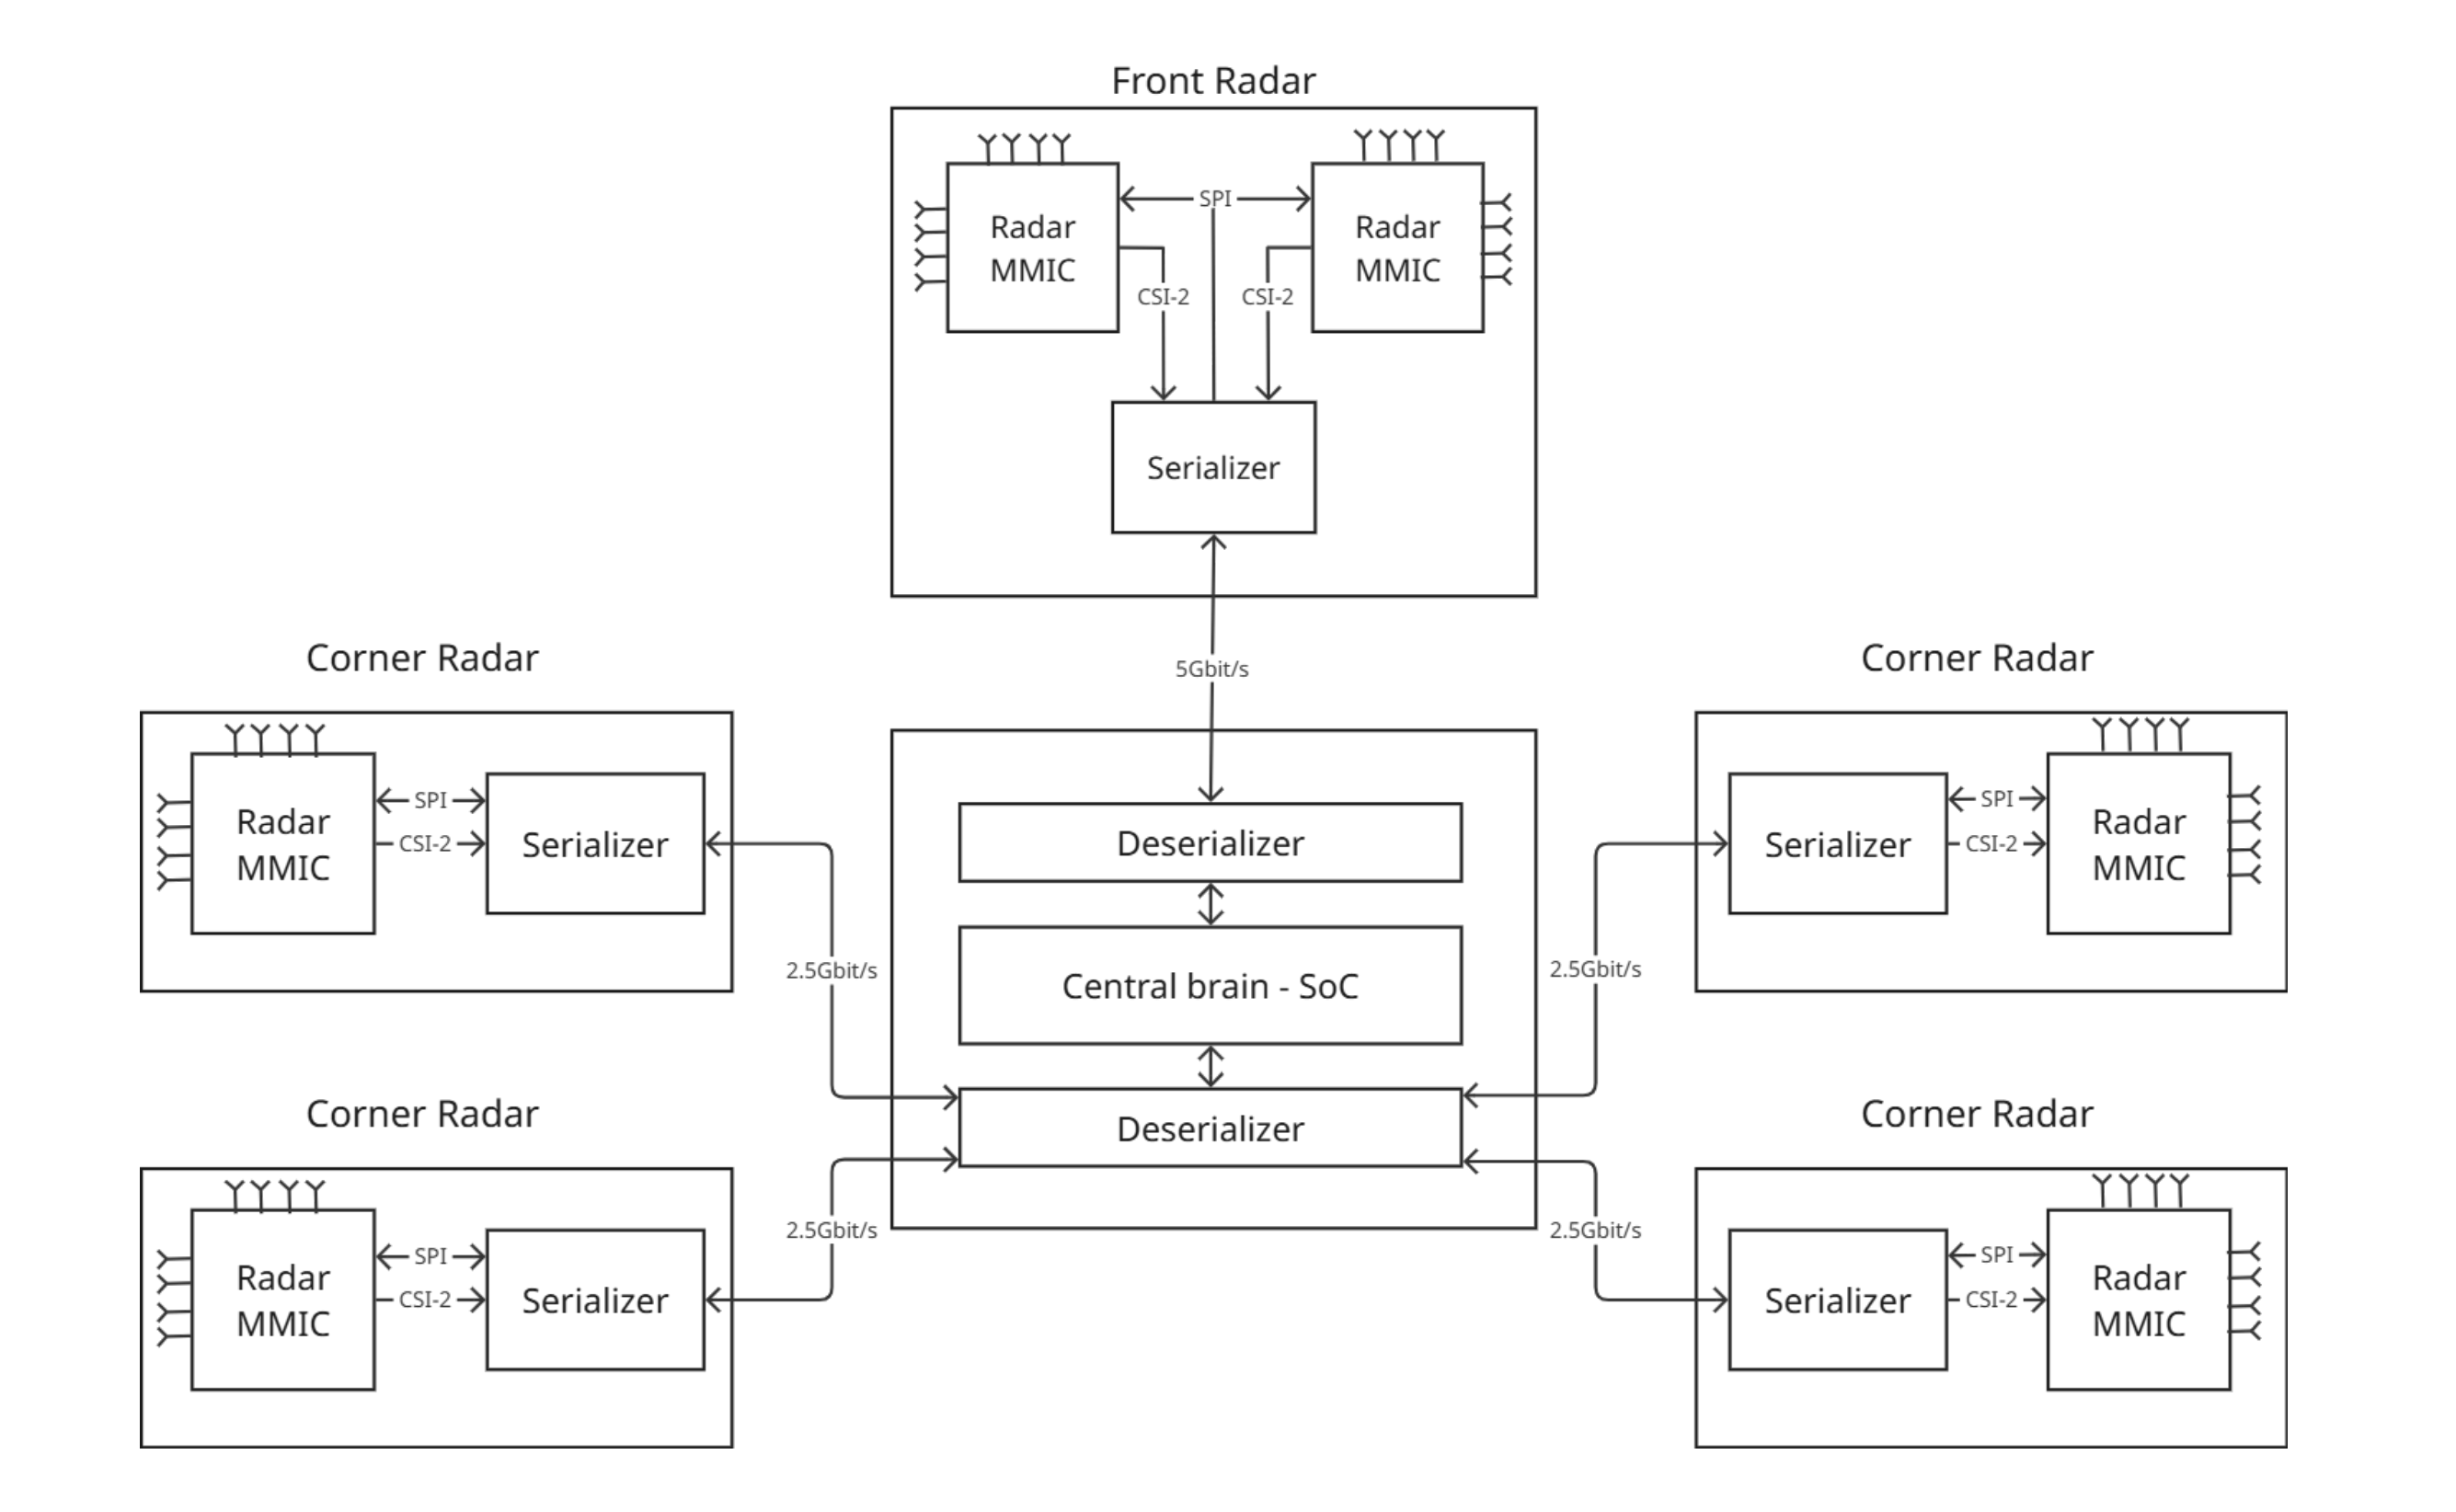 Front Radar
Radar
MMIC
SPI
Radar
MMIC
CSI-2
CSI-2
Serializer
5Gbit/s
Corner Radar
Radar
MMIC
SPI
CSI-2
Serializer
2.5Gbit/s
Corner Radar
Serializer
SPI
CSI-2
Radar
MMIC
2.5Gbit/s
Deserializer
Central brain - SoC
Deserializer
Corner Radar
Radar
MMIC
SPI
CSI-2
Serializer
2.5Gbit/s
Corner Radar
2.5Gbit/s
Serializer
SPI
CSI-2
Radar
MMIC